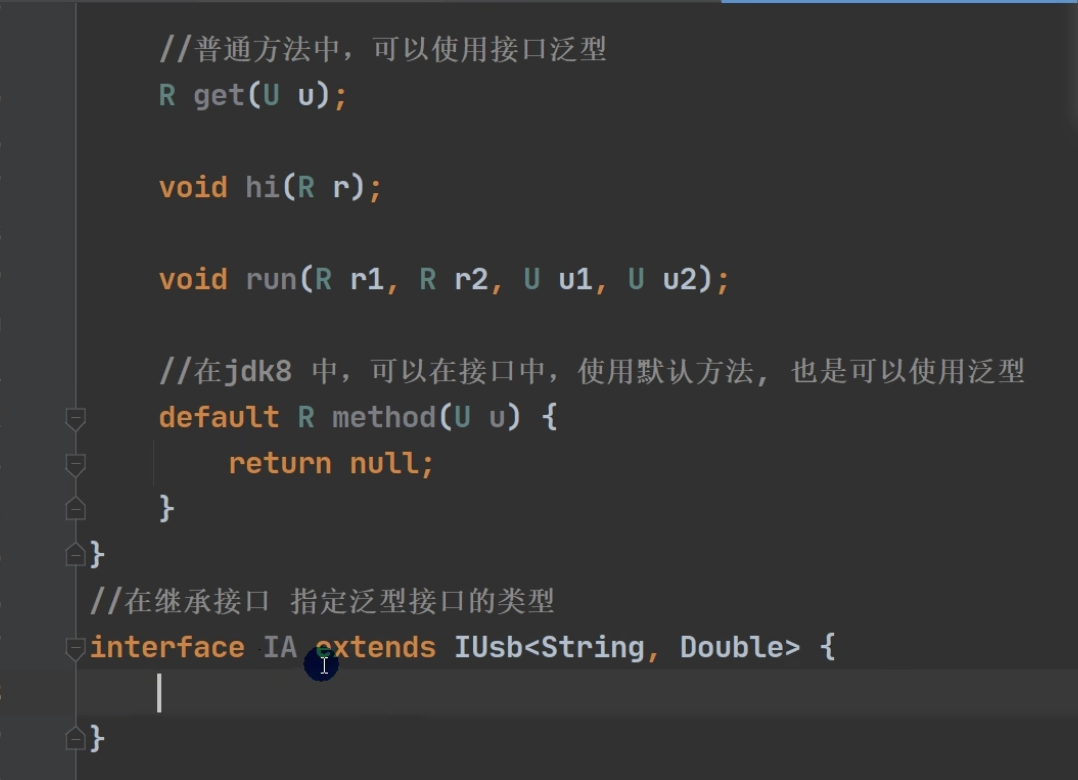 //普通方法中，可以使用接口泛型
R get(U u);
void hi(R r);
void run(R r1, R r2, U u1, U u2);
//在jdk8 中，可以在接口中，使用默认方法, 也是可以使用泛型
default R method(U u) {
return null;
}
}
//在继承接口 指定泛型接口的类型
interface IA extends IUsb<String, Double> {
}